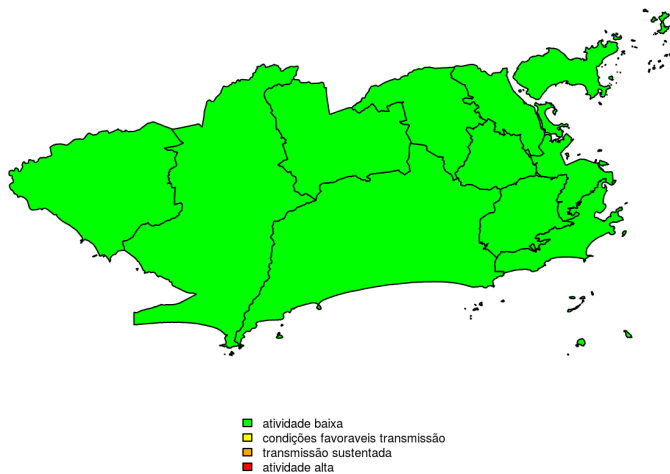 atividade baixa
condições favoraveis transmissão
transmissão sustentada
atividade alta